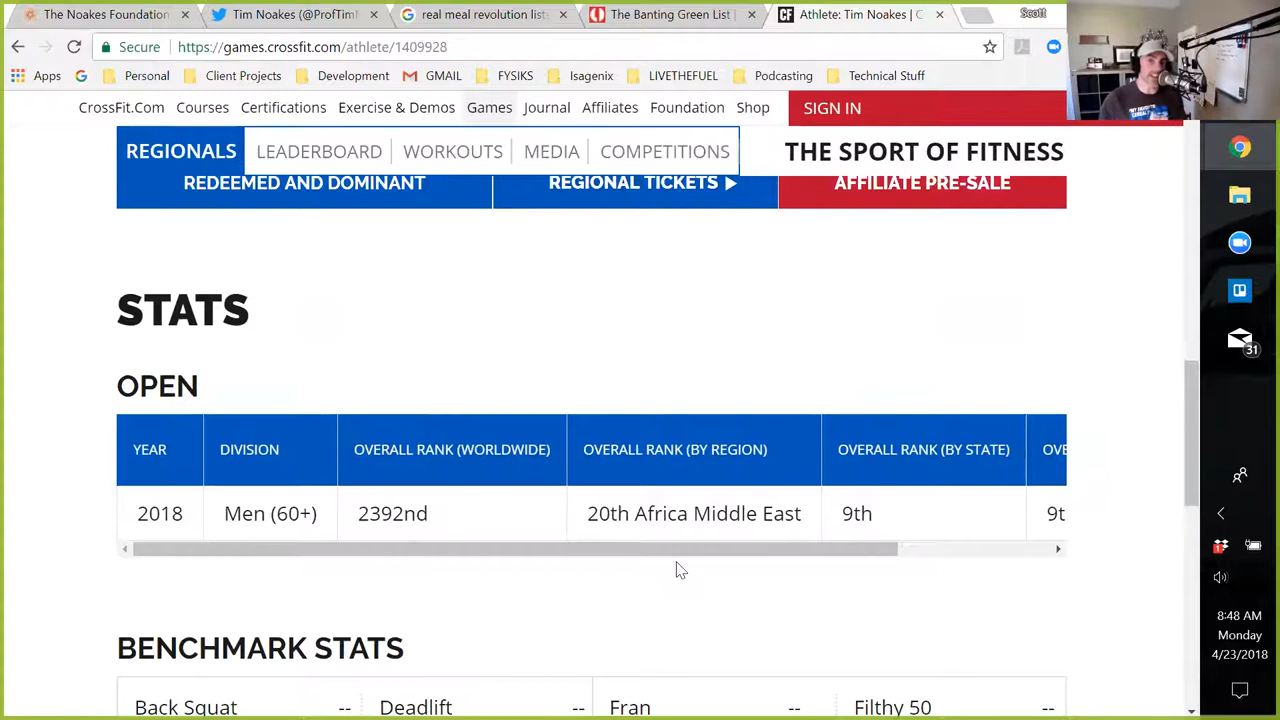 The Noakes Foundation
Tim Noakes (@ProfTimN
real meal revolution lists
The Banting Green List |
Athlete: Tim Noakes | C
Scott
Secure
https://games.crossfit.com/athlete/1409928
Apps
Personal
Client Projects
Development
GMAIL
FYSIKS
Isagenix
LIVETHEFUEL
Podcasting
Technical Stuff
CrossFit.Com
Courses
Certifications
Exercise & Demos
Games
Journal
Affiliates
Foundation
Shop
SIGN IN
REGIONALS
LEADERBOARD
WORKOUTS
MEDIA
COMPETITIONS
THE SPORT OF FITNESS
REDEEMED AND DOMINANT
REGIONAL TICKETS
AFFILIATE PRE-SALE
STATS
OPEN
YEAR
DIVISION
OVERALL RANK (WORLDWIDE)
OVERALL RANK (BY REGION)
OVERALL RANK (BY STATE)
OVE
2018
Men (60+)
2392nd
20th Africa Middle East
9th
9t
BENCHMARK STATS
Back Squat
--
Deadlift
--
Fran
--
Filthy 50
--
31
1
8:48 AM
Monday
4/23/2018